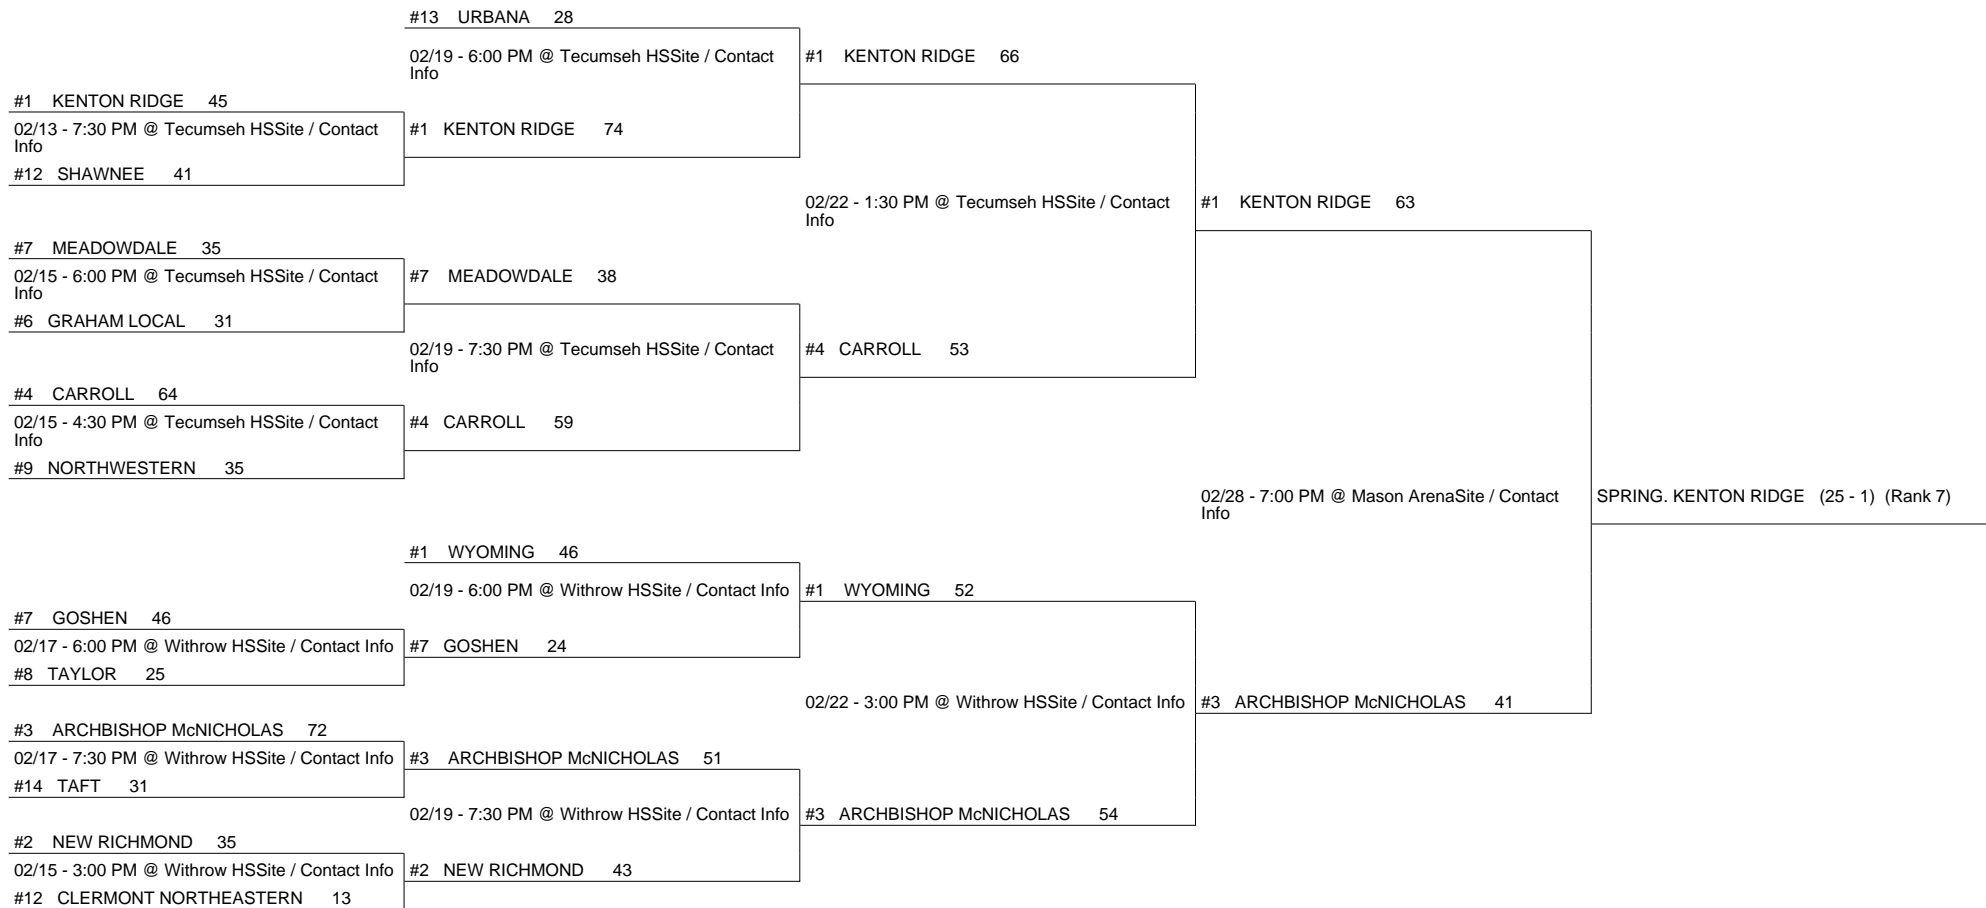 #13 URBANA 28
02/19 - 6:00 PM @ Tecumseh HSSite / Contact
Info
#1 KENTON RIDGE 66
#1 KENTON RIDGE 45
02/13 - 7:30 PM @ Tecumseh HSSite / Contact
Info
#1 KENTON RIDGE 74
#12 SHAWNEE 41
02/22 - 1:30 PM @ Tecumseh HSSite / Contact
Info
#1 KENTON RIDGE 63
#7 MEADOWDALE 35
02/15 - 6:00 PM @ Tecumseh HSSite / Contact
Info
#7 MEADOWDALE 38
#6 GRAHAM LOCAL 31
02/19 - 7:30 PM @ Tecumseh HSSite / Contact
Info
#4 CARROLL 53
#4 CARROLL 64
02/15 - 4:30 PM @ Tecumseh HSSite / Contact
Info
#4 CARROLL 59
#9 NORTHWESTERN 35
02/28 - 7:00 PM @ Mason ArenaSite / Contact
Info
SPRING. KENTON RIDGE (25 - 1) (Rank 7)
#1 WYOMING 46
02/19 - 6:00 PM @ Withrow HSSite / Contact Info
#1 WYOMING 52
#7 GOSHEN 46
02/17 - 6:00 PM @ Withrow HSSite / Contact Info
#7 GOSHEN 24
#8 TAYLOR 25
02/22 - 3:00 PM @ Withrow HSSite / Contact Info
#3 ARCHBISHOP McNICHOLAS 41
#3 ARCHBISHOP McNICHOLAS 72
02/17 - 7:30 PM @ Withrow HSSite / Contact Info
#3 ARCHBISHOP McNICHOLAS 51
#14 TAFT 31
02/19 - 7:30 PM @ Withrow HSSite / Contact Info
#3 ARCHBISHOP McNICHOLAS 54
#2 NEW RICHMOND 35
02/15 - 3:00 PM @ Withrow HSSite / Contact Info
#2 NEW RICHMOND 43
#12 CLERMONT NORTHEASTERN 13